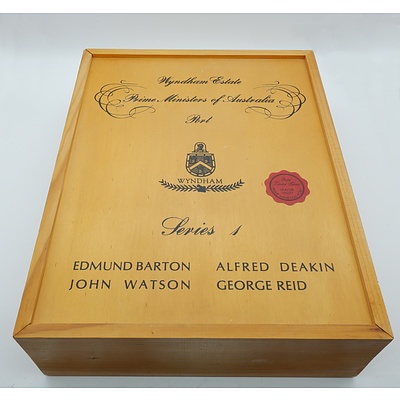 Wyndham Estate
Prime Ministers of Australia
Port
WYNDHAM
Series 1
EDMUND BARTON ALFRED DEAKIN
JOHN WATSON GEORGE REID